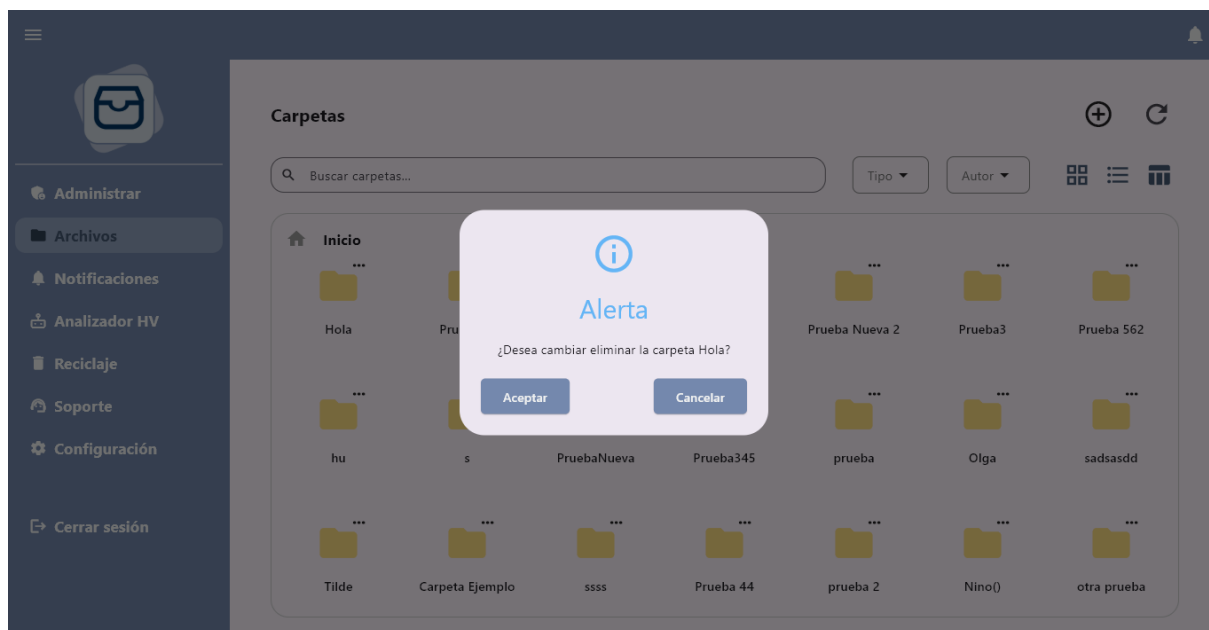 Carpetas
Buscar carpetas...
Tipo
Autor
Administrar
Archivos
Notificaciones
Analizador HV
Reciclaje
Soporte
Configuración
Cerrar sesión
Inicio
Hola
Pru
Prueba Nueva 2
Prueba3
Prueba 562
Alerta
¿Desea cambiar eliminar la carpeta Hola?
Aceptar
Cancelar
hu
s
PruebaNueva
Prueba345
prueba
Olga
sadsasdd
Tilde
Carpeta Ejemplo
ssss
Prueba 44
prueba 2
Nino()
otra prueba